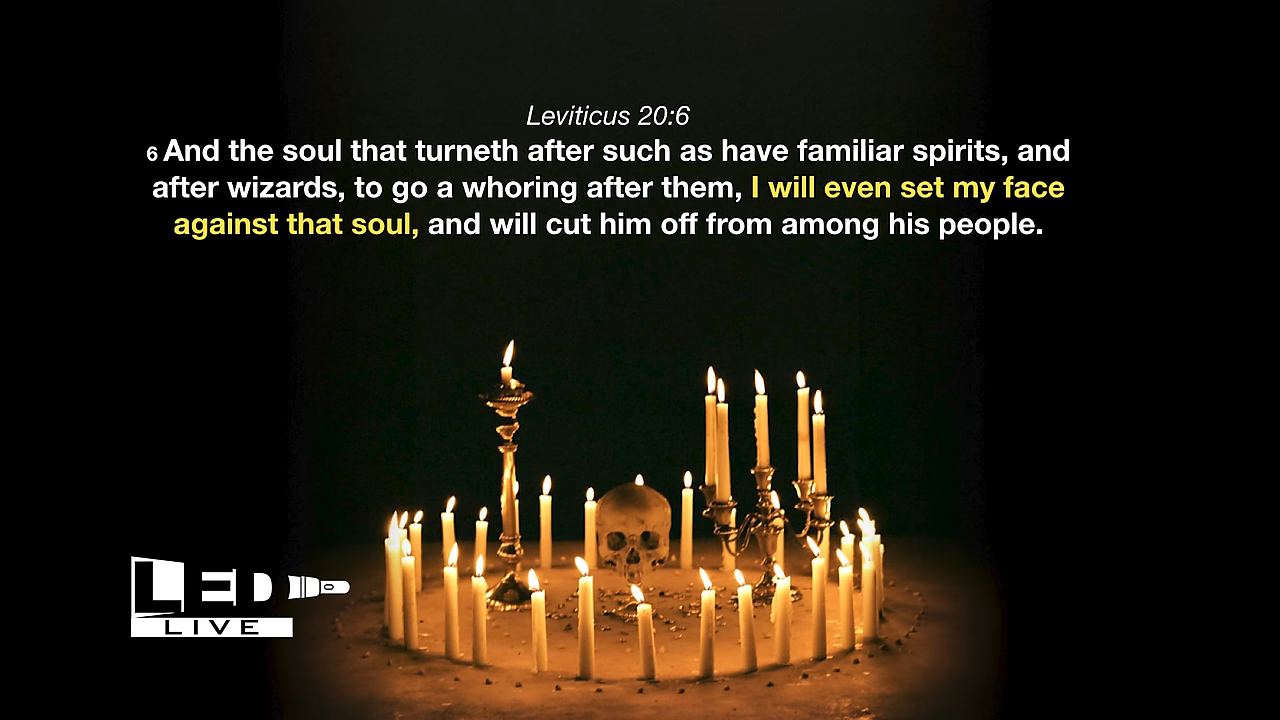 Leviticus 20:6
6 And the soul that turneth after such as have familiar spirits, and
after wizards, to go a whoring after them, I will even set my face
against that soul, and will cut him off from among his people.
LED
LIVE